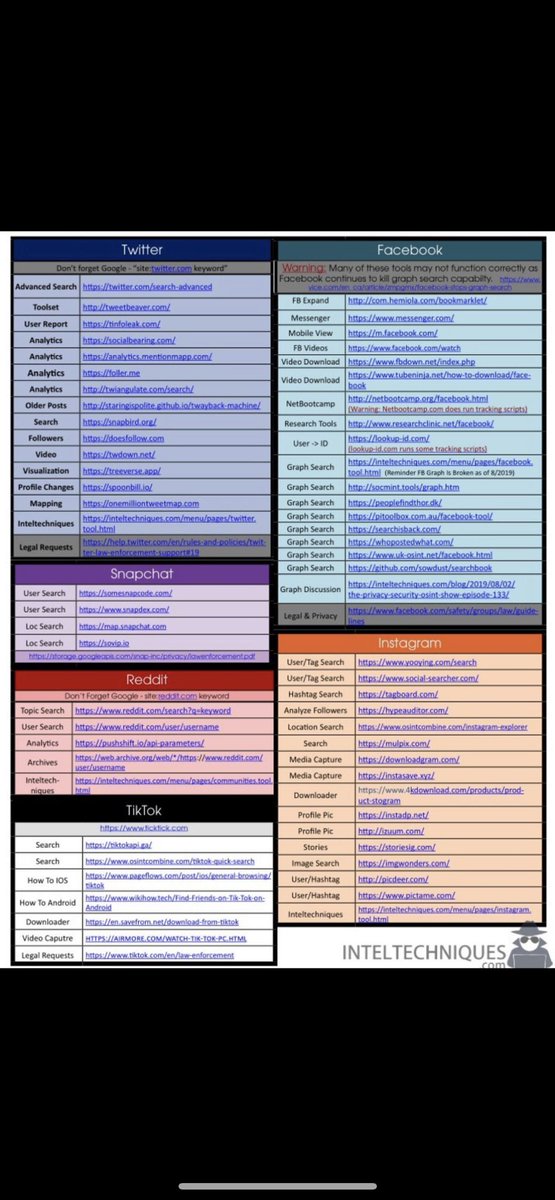 Twitter
Don't forget Google - "site:twitter.com keyword"
Advanced Search https://twitter.com/search-advanced
Toolset http://tweetbeaver.com/
User Report https://tinfoleak.com/
Analytics https://socialbearing.com/
Analytics https://analytics.mentionmapp.com/
Analytics https://foller.me
Analytics http://twiangulate.com/search/
Older Posts http://staringispolite.github.io/twayback-machine/
Search https://snapbird.org/
Followers https://doesfollow.com
Video https://twdown.net/
Visualization https://treeverse.app/
Profile Changes https://spoonbill.io/
Mapping https://onemilliontweetmap.com
Inteltechniques https://inteltechniques.com/menu/pages/twitter.
tool.html
Legal Requests https://help.twitter.com/en/rules-and-policies/twit-
ter-law-enforcement-support#19
Snapchat
User Search https://somesnapcode.com/
User Search https://www.snapdex.com/
Loc Search https://map.snapchat.com
Loc Search https://sovip.io
https://storage.googleapis.com/snap-inc/privacy/lawenforcement.pdf
Reddit
Don't Forget Google - site:reddit.com keyword
Topic Search https://www.reddit.com/search?q=keyword
User Search https://www.reddit.com/user/username
Analytics https://pushshift.io/api-parameters/
Archives https://web.archive.org/web/*/https://www.reddit.com/
user/username
Inteltech-
niques https://inteltechniques.com/menu/pages/communities.tool.
html
TikTok
https://www.ticktick.com
Search https://tiktokapi.ga/
Search https://www.osintcombine.com/tiktok-quick-search
How To IOS https://www.pageflows.com/post/ios/general-browsing/
tiktok
How To Android https://www.wikihow.tech/Find-Friends-on-Tik-Tok-on-
Android
Downloader https://en.savefrom.net/download-from-tiktok
Video Caputre HTTPS://AIRMORE.COM/WATCH-TIK-TOK-PC.HTML
Legal Requests https://www.tiktok.com/en/law-enforcement
Facebook
Warning: Many of these tools may not function correctly as
Facebook continues to kill graph search capabilty. https://www.
vice.com/en_ca/article/zmpgmx/facebook-stops-graph-search
FB Expand http://com.hemiola.com/bookmarklet/
Messenger https://www.messenger.com/
Mobile View https://m.facebook.com/
FB Videos https://www.facebook.com/watch
Video Download https://www.fbdown.net/index.php
Video Download https://www.tubeninja.net/how-to-download/face-
book
NetBootcamp http://netbootcamp.org/facebook.html
(Warning: Netbootcamp.com does run tracking scripts)
Research Tools http://www.researchclinic.net/facebook/
User -> ID https://lookup-id.com/
(lookup-id.com runs some tracking scripts)
Graph Search https://inteltechniques.com/menu/pages/facebook.
tool.html (Reminder FB Graph is Broken as of 8/2019)
Graph Search http://socmint.tools/graph.htm
Graph Search https://peoplefindthor.dk/
Graph Search https://pitoolbox.com.au/facebook-tool/
Graph Search https://searchisback.com/
Graph Search https://whopostedwhat.com/
Graph Search https://www.uk-osint.net/facebook.html
Graph Search https://github.com/sowdust/searchbook
Graph Discussion https://inteltechniques.com/blog/2019/08/02/
the-privacy-security-osint-show-episode-133/
Legal & Privacy https://www.facebook.com/safety/groups/law/guide-
lines
Instagram
User/Tag Search https://www.yooying.com/search
User/Tag Search https://www.social-searcher.com/
Hashtag Search https://tagboard.com/
Analyze Followers https://hypeauditor.com/
Location Search https://www.osintcombine.com/instagram-explorer
Search https://mulpix.com/
Media Capture https://downloadgram.com/
Media Capture https://instasave.xyz/
Downloader https://www.4kdownload.com/products/prod-
uct-stogram
Profile Pic https://instadp.net/
Profile Pic http://izuum.com/
Stories https://storiesig.com/
Image Search https://imgwonders.com/
User/Hashtag http://picdeer.com/
User/Hashtag https://www.pictame.com/
Inteltechniques https://inteltechniques.com/menu/pages/instagram.
tool.html
INTELTECHNIQUES
.com